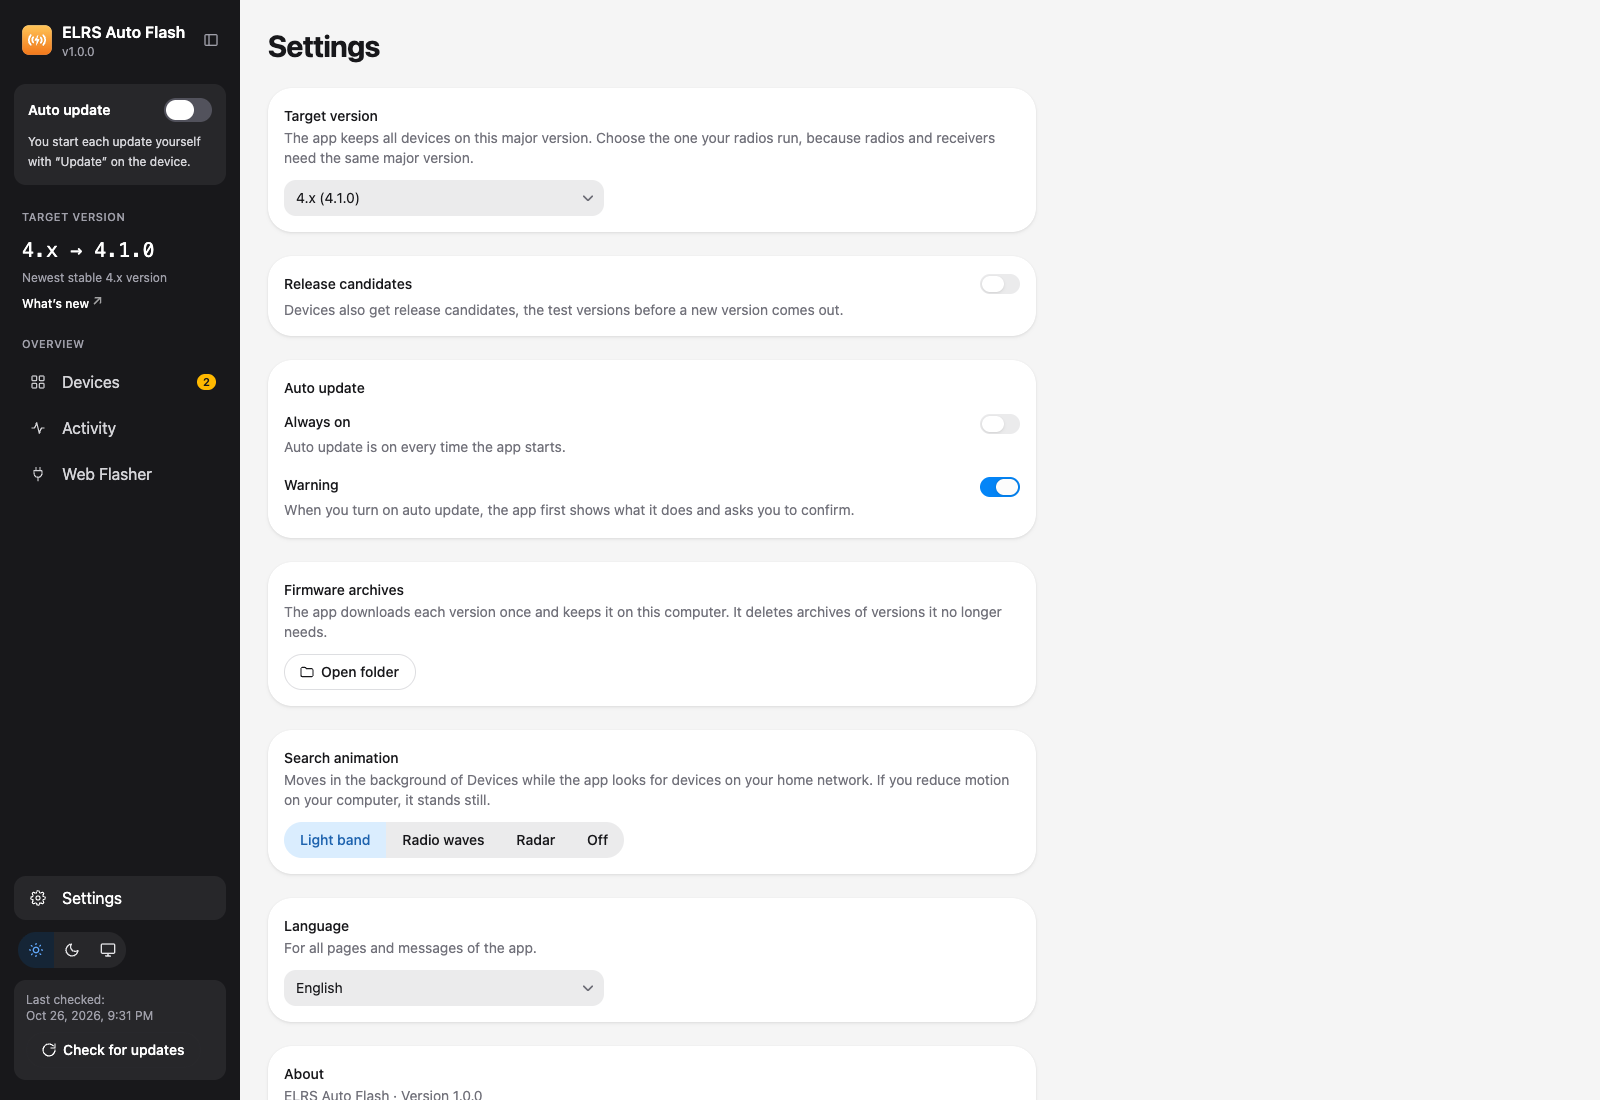 ELRS Auto Flash
v1.0.0
Auto update
You start each update yourself
with "Update" on the device.
TARGET VERSION
4.x → 4.1.0
Newest stable 4.x version
What's new ↗
OVERVIEW
Devices
2
Activity
Web Flasher
Settings
Last checked:
Oct 26, 2026, 9:31 PM
Check for updates
Settings
Target version
The app keeps all devices on this major version. Choose the one your radios run, because radios and receivers
need the same major version.
4.x (4.1.0)
Release candidates
Devices also get release candidates, the test versions before a new version comes out.
Auto update
Always on
Auto update is on every time the app starts.
Warning
When you turn on auto update, the app first shows what it does and asks you to confirm.
Firmware archives
The app downloads each version once and keeps it on this computer. It deletes archives of versions it no longer
needs.
Open folder
Search animation
Moves in the background of Devices while the app looks for devices on your home network. If you reduce motion
on your computer, it stands still.
Light band Radio waves Radar Off
Language
For all pages and messages of the app.
English
About
ELRS Auto Flash · Version 1.0.0